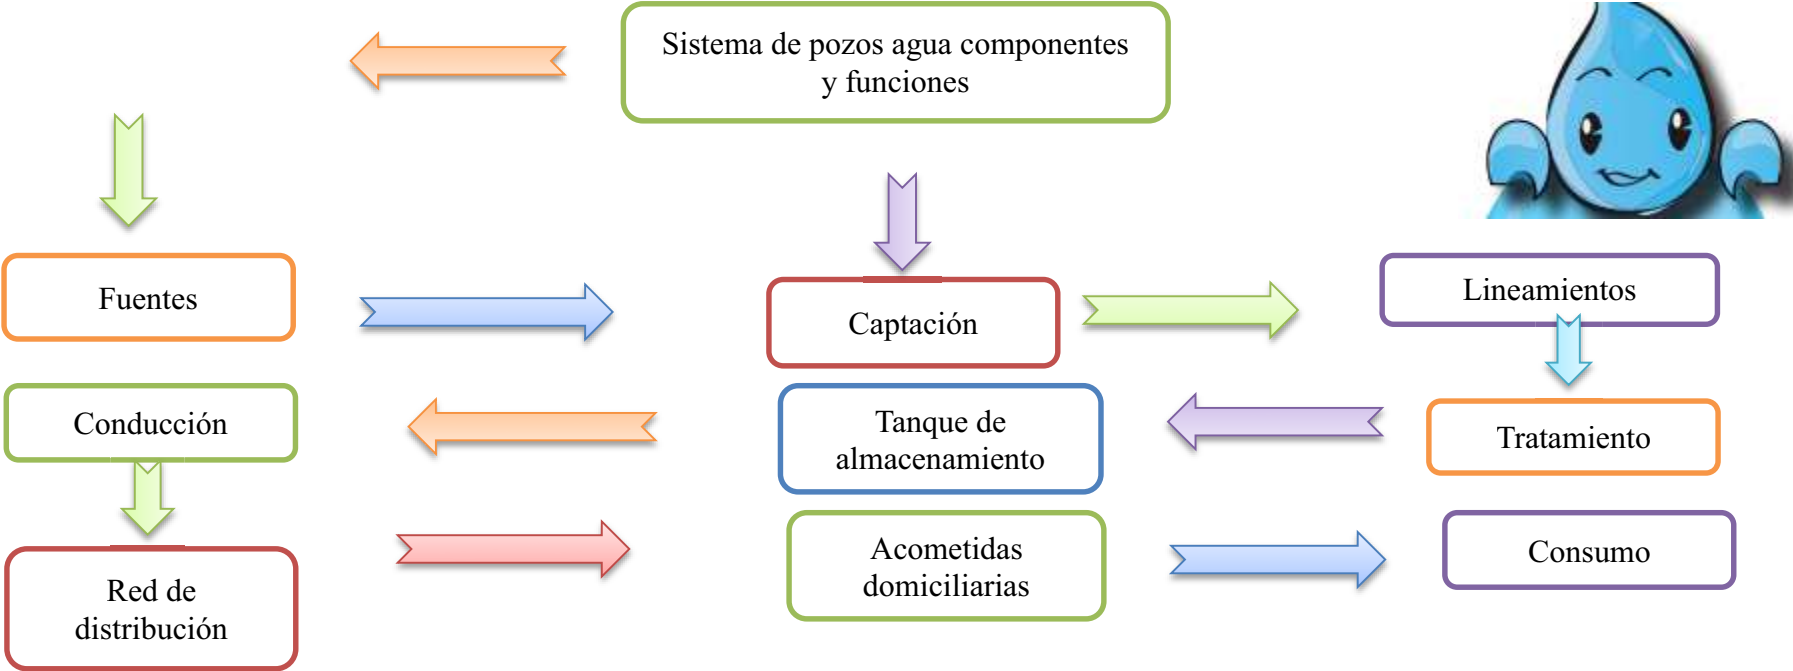 Sistema de pozos agua componentes
y funciones
Fuentes
Captación
Lineamientos
Conducción
Tanque de
almacenamiento
Tratamiento
Red de
distribución
Acometidas
domiciliarias
Consumo